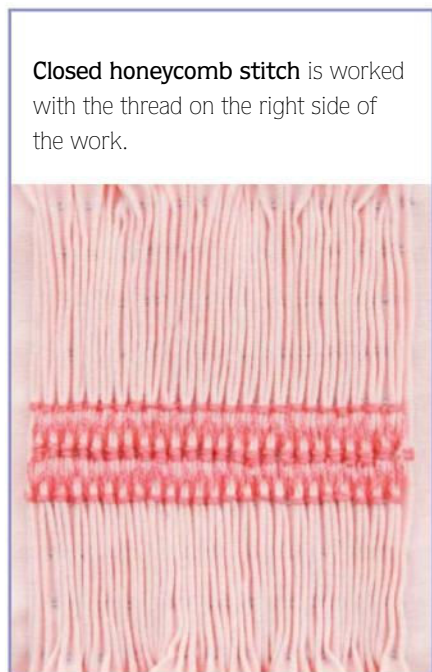 Closed honeycomb stitch is worked
with the thread on the right side of
the work.